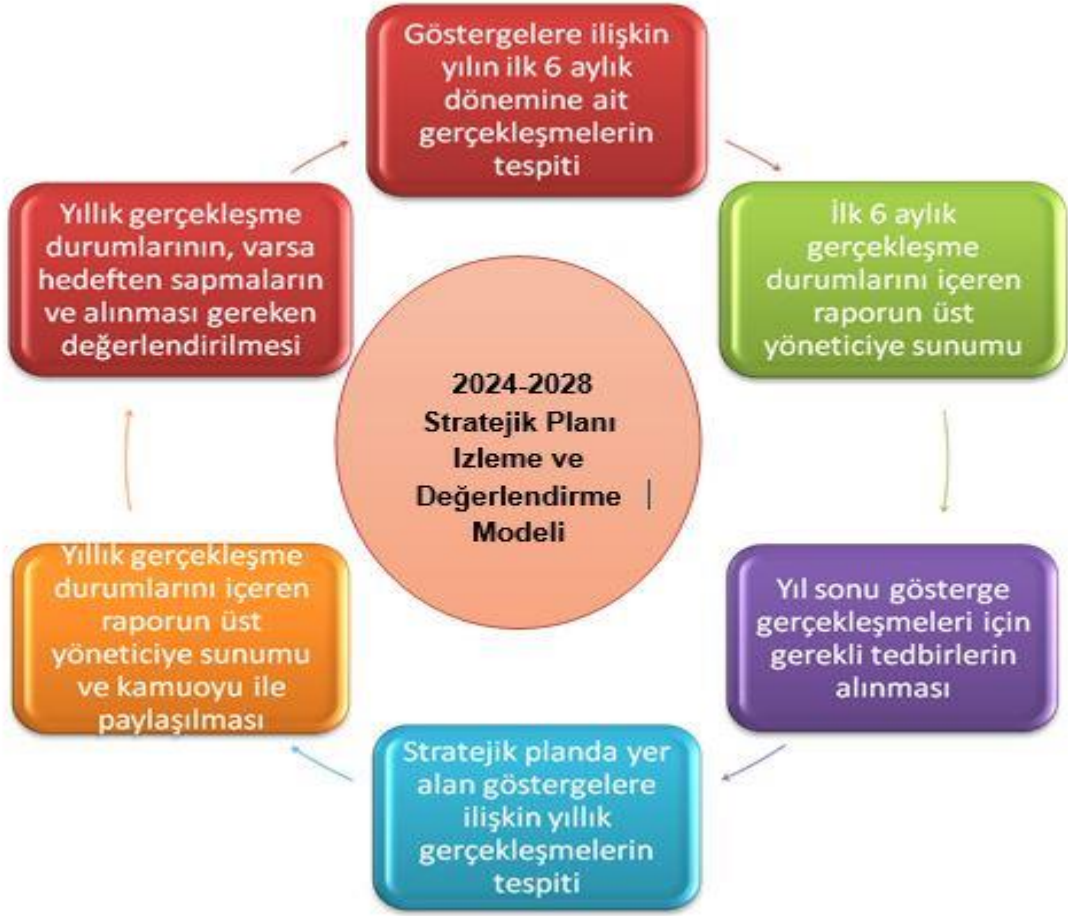 Göstergelere ilişkin
yılın ilk 6 aylık
dönemine ait
gerçekleşmelerin
tespiti
İlk 6 aylık
gerçekleşme
durumlarını içeren
raporun üst
yöneticiye sunumu
Yıl sonu gösterge
gerçekleşmeleri için
gerekli tedbirlerin
alınması
Stratejik planda yer
alan göstergelere
ilişkin yıllık
gerçekleşmelerin
tespiti
Yıllık gerçekleşme
durumlarını içeren
raporun üst
yöneticiye sunumu
ve kamuoyu ile
paylaşılması
Yıllık gerçekleşme
durumlarının, varsa
hedeften sapmaların
ve alınması gereken
değerlendirilmesi
2024-2028
Stratejik Planı
Izleme ve
Değerlendirme
Modeli